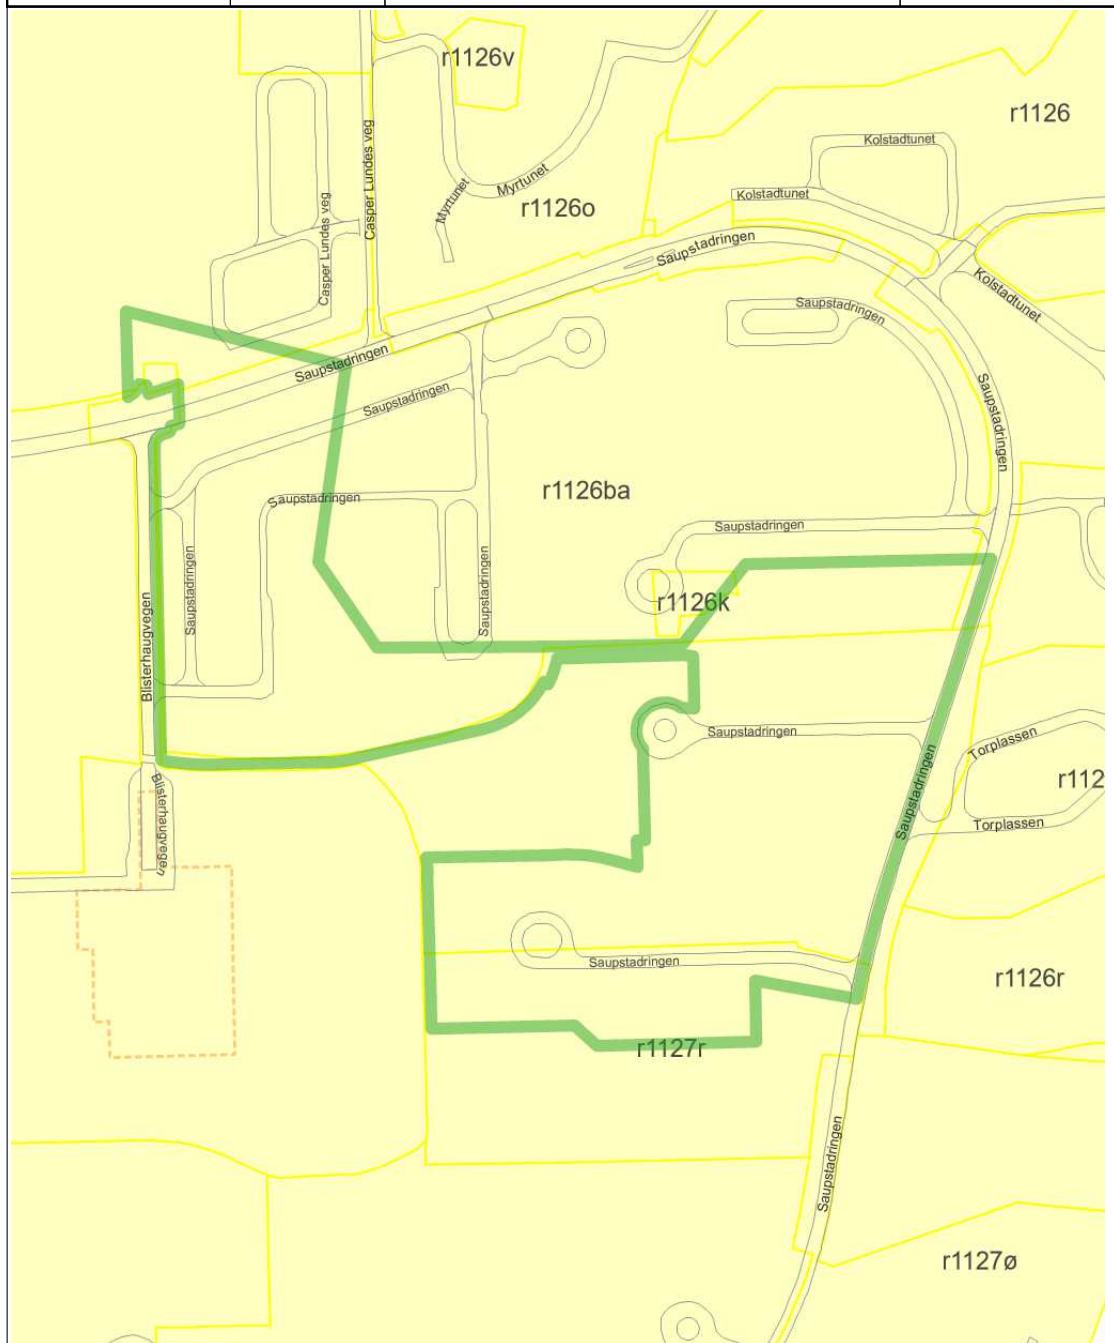 r1126v
r1126
Kolstadtunet
Casper Lundes veg
Myrtunet
Myrtunet
Kolstadtunet
r1126o
Casper Lundes veg
Saupstadringen
Kolstadtunet
Saupstadringen
Saupstadringen
Saupstadringen
Saupstadringen
Saupstadringen
r1126ba
Saupstadringen
Saupstadringen
Saupstadringen
Saupstadringen
r1126k
Blisterhaugvegen
Saupstadringen
Torplassen
Saupstadringen
r112
Blisterhaugvegen
Torplassen
Saupstadringen
r1126r
r1127r
Saupstadringen
r1127ø